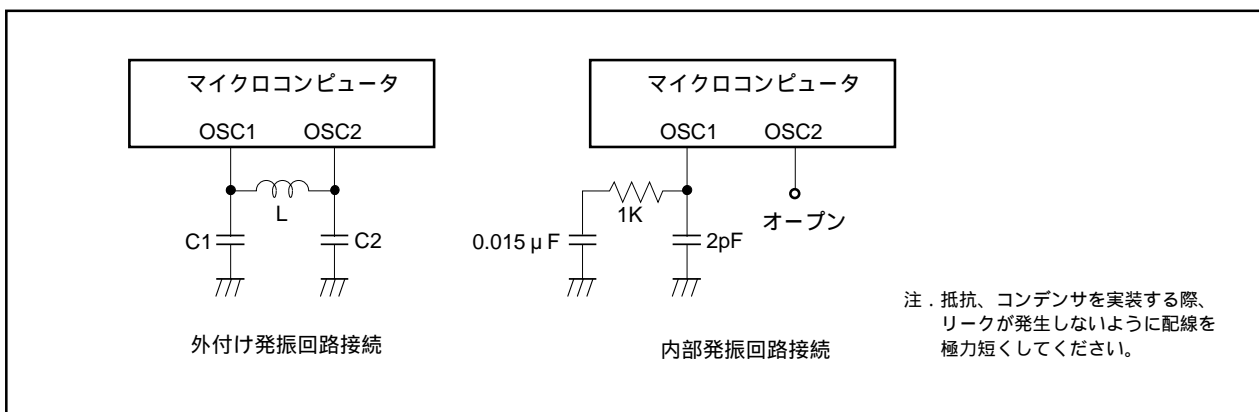 マイクロコンピュータ
OSC1 OSC2
L
C1 C2
外付け発振回路接続
マイクロコンピュータ
OSC1 OSC2
1K
オープン
0.015 μ F 2pF
内部発振回路接続
注．抵抗、コンデンサを実装する際、
リークが発生しないように配線を
極力短くしてください。